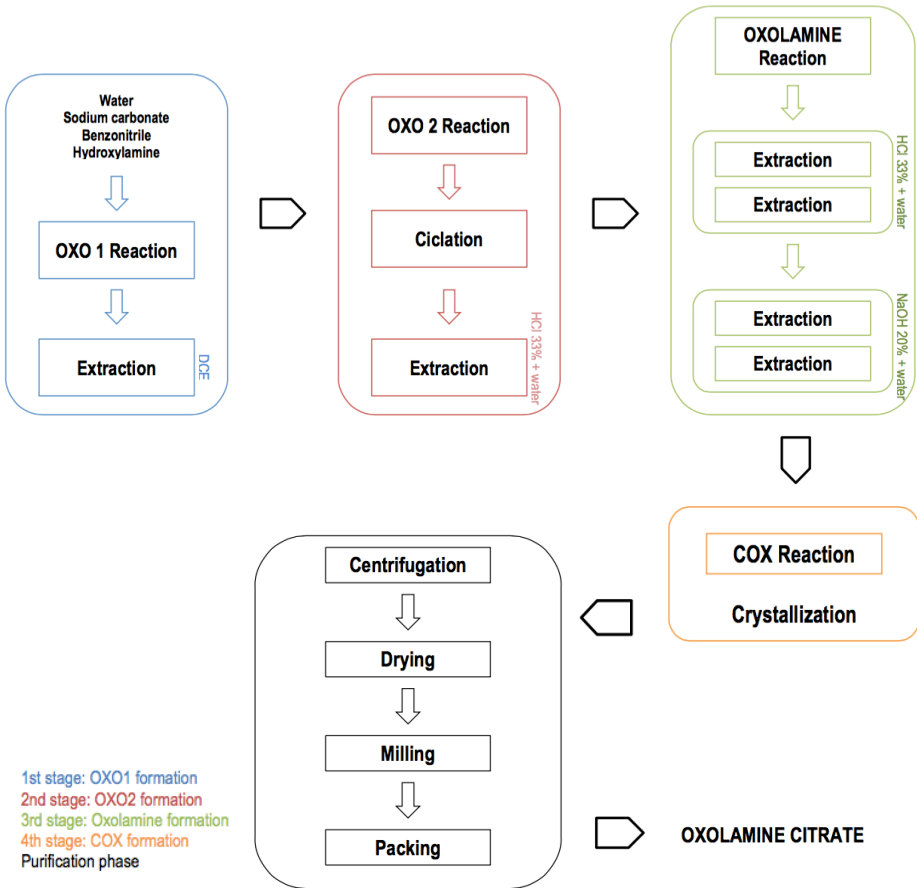 Water
Sodium carbonate
Benzonitrile
Hydroxylamine
OXO 1 Reaction
Extraction
DCE
OXO 2 Reaction
Ciclation
Extraction
HCl 33% + water
OXOLAMINE
Reaction
Extraction
Extraction
HCl 33% + water
Extraction
Extraction
NaOH 20% + water
COX Reaction
Crystallization
Centrifugation
Drying
Milling
Packing
OXOLAMINE CITRATE
1st stage: OXO1 formation
2nd stage: OXO2 formation
3rd stage: Oxolamine formation
4th stage: COX formation
Purification phase